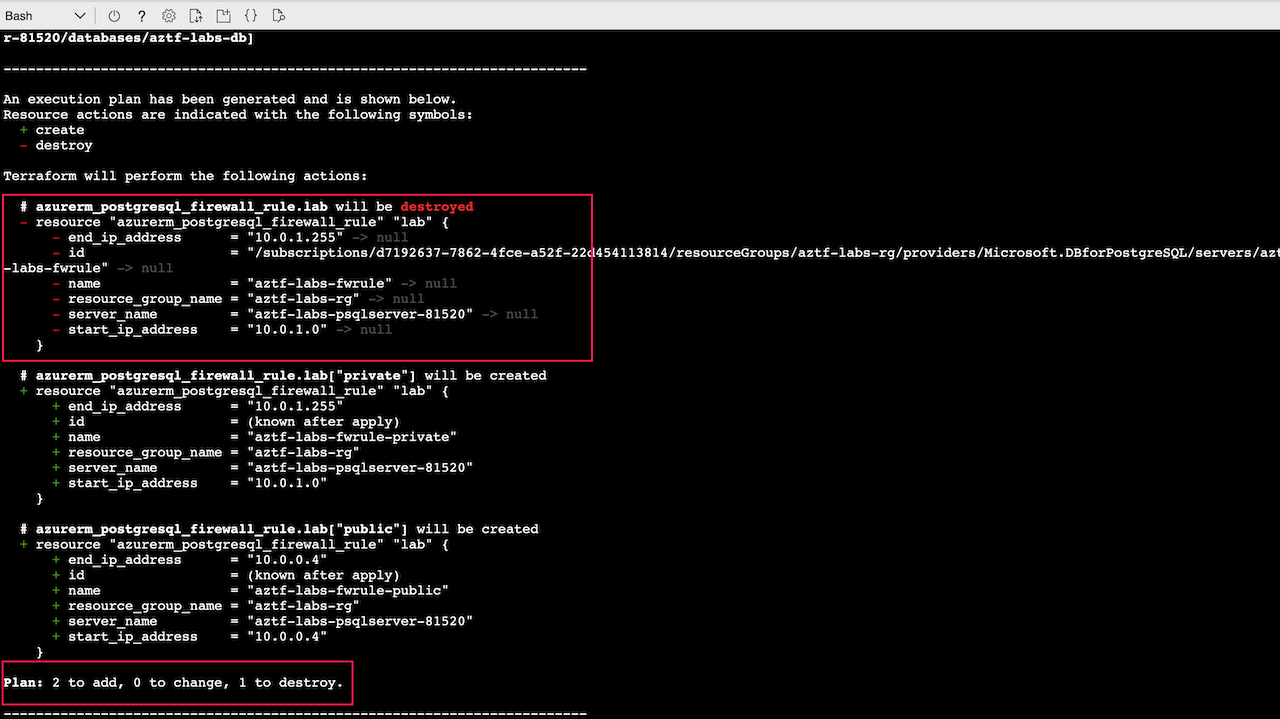 Bash
r-81520/databases/aztf-labs-db]
------------------------------------------------------------------------
An execution plan has been generated and is shown below.
Resource actions are indicated with the following symbols:
+ create
- destroy
Terraform will perform the following actions:
# azurerm_postgresql_firewall_rule.lab will be destroyed
- resource "azurerm_postgresql_firewall_rule" "lab" {
- end_ip_address      = "10.0.1.255" -> null
- id                  = "/subscriptions/d7192637-7862-4fce-a52f-22d454113814/resourceGroups/aztf-labs-rg/providers/Microsoft.DBforPostgreSQL/servers/azt
-labs-fwrule" -> null
- name                = "aztf-labs-fwrule" -> null
- resource_group_name = "aztf-labs-rg" -> null
- server_name         = "aztf-labs-psqlserver-81520" -> null
- start_ip_address    = "10.0.1.0" -> null
}
# azurerm_postgresql_firewall_rule.lab["private"] will be created
+ resource "azurerm_postgresql_firewall_rule" "lab" {
+ end_ip_address      = "10.0.1.255"
+ id                  = (known after apply)
+ name                = "aztf-labs-fwrule-private"
+ resource_group_name = "aztf-labs-rg"
+ server_name         = "aztf-labs-psqlserver-81520"
+ start_ip_address    = "10.0.1.0"
}
# azurerm_postgresql_firewall_rule.lab["public"] will be created
+ resource "azurerm_postgresql_firewall_rule" "lab" {
+ end_ip_address      = "10.0.0.4"
+ id                  = (known after apply)
+ name                = "aztf-labs-fwrule-public"
+ resource_group_name = "aztf-labs-rg"
+ server_name         = "aztf-labs-psqlserver-81520"
+ start_ip_address    = "10.0.0.4"
}
Plan: 2 to add, 0 to change, 1 to destroy.
------------------------------------------------------------------------